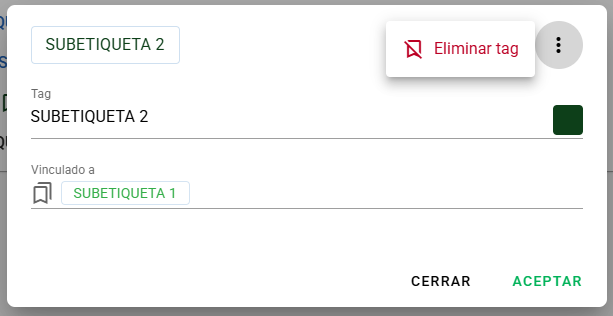 SUBETIQUETA 2
Eliminar tag
Tag
SUBETIQUETA 2
Vinculado a
SUBETIQUETA 1
CERRAR
ACEPTAR